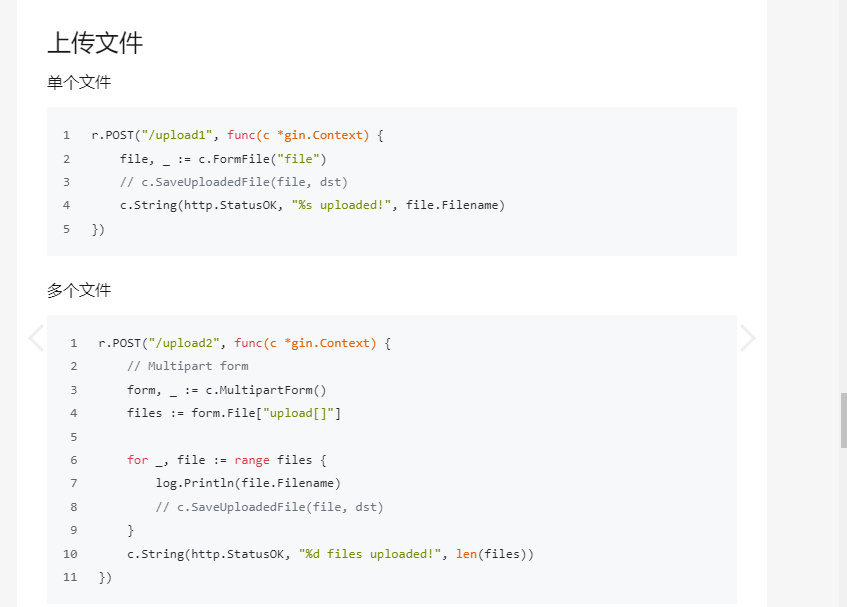 上传文件
单个文件
1 r.POST("/upload1", func(c *gin.Context) {
2     file, _ := c.FormFile("file")
3     // c.SaveUploadedFile(file, dst)
4     c.String(http.StatusOK, "%s uploaded!", file.Filename)
5 })
多个文件
1 r.POST("/upload2", func(c *gin.Context) {
2     // Multipart form
3     form, _ := c.MultipartForm()
4     files := form.File["upload[]"]
5
6     for _, file := range files {
7         log.Println(file.Filename)
8         // c.SaveUploadedFile(file, dst)
9     }
10     c.String(http.StatusOK, "%d files uploaded!", len(files))
11 })